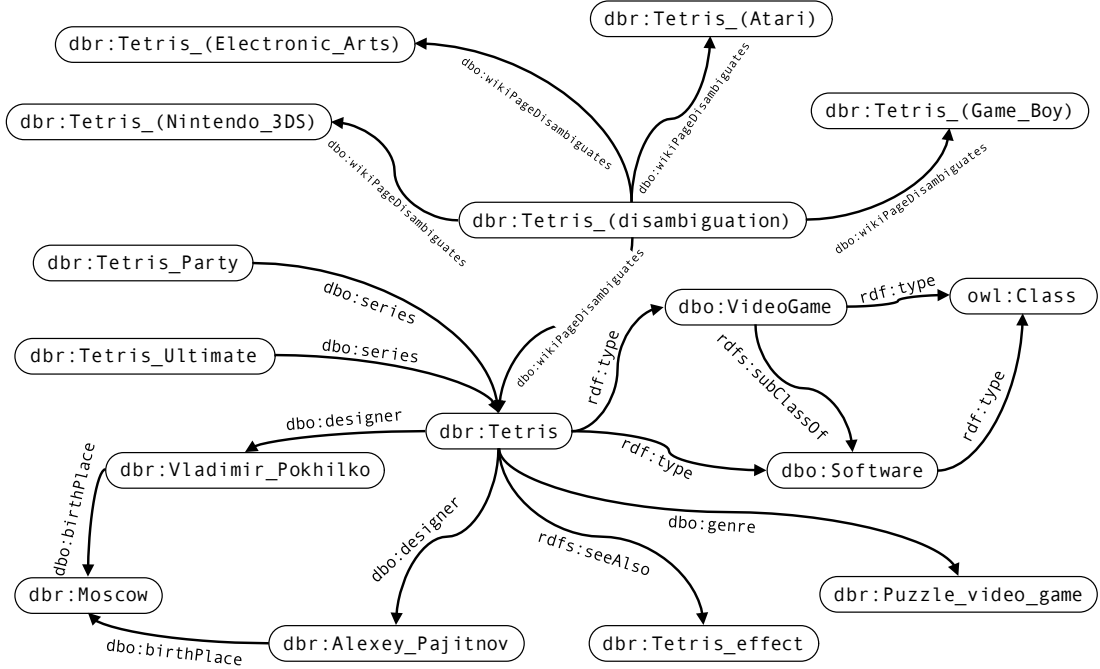 dbr:Tetris_(Atari)
dbr:Tetris_(Electronic_Arts)
dbo:wikiPageDisambiguates
dbo:wikiPageDisambiguates
dbr:Tetris_(Nintendo_3DS)
dbr:Tetris_(Game_Boy)
dbo:wikiPageDisambiguates
dbo:wikiPageDisambiguates
dbr:Tetris_(disambiguation)
dbr:Tetris_Party
dbo:wikiPageDisambiguates
dbo:series
dbo:VideoGame
rdf:type
owl:Class
dbr:Tetris_Ultimate
dbo:series
rdf:type
rdfs:subClassOf
rdf:type
dbo:designer
dbr:Tetris
rdf:type
dbo:Software
dbr:Vladimir_Pokhilko
dbo:birthPlace
dbo:designer
rdfs:seeAlso
dbo:genre
dbr:Moscow
dbr:Puzzle_video_game
dbo:birthPlace
dbr:Alexey_Pajitnov
dbr:Tetris_effect